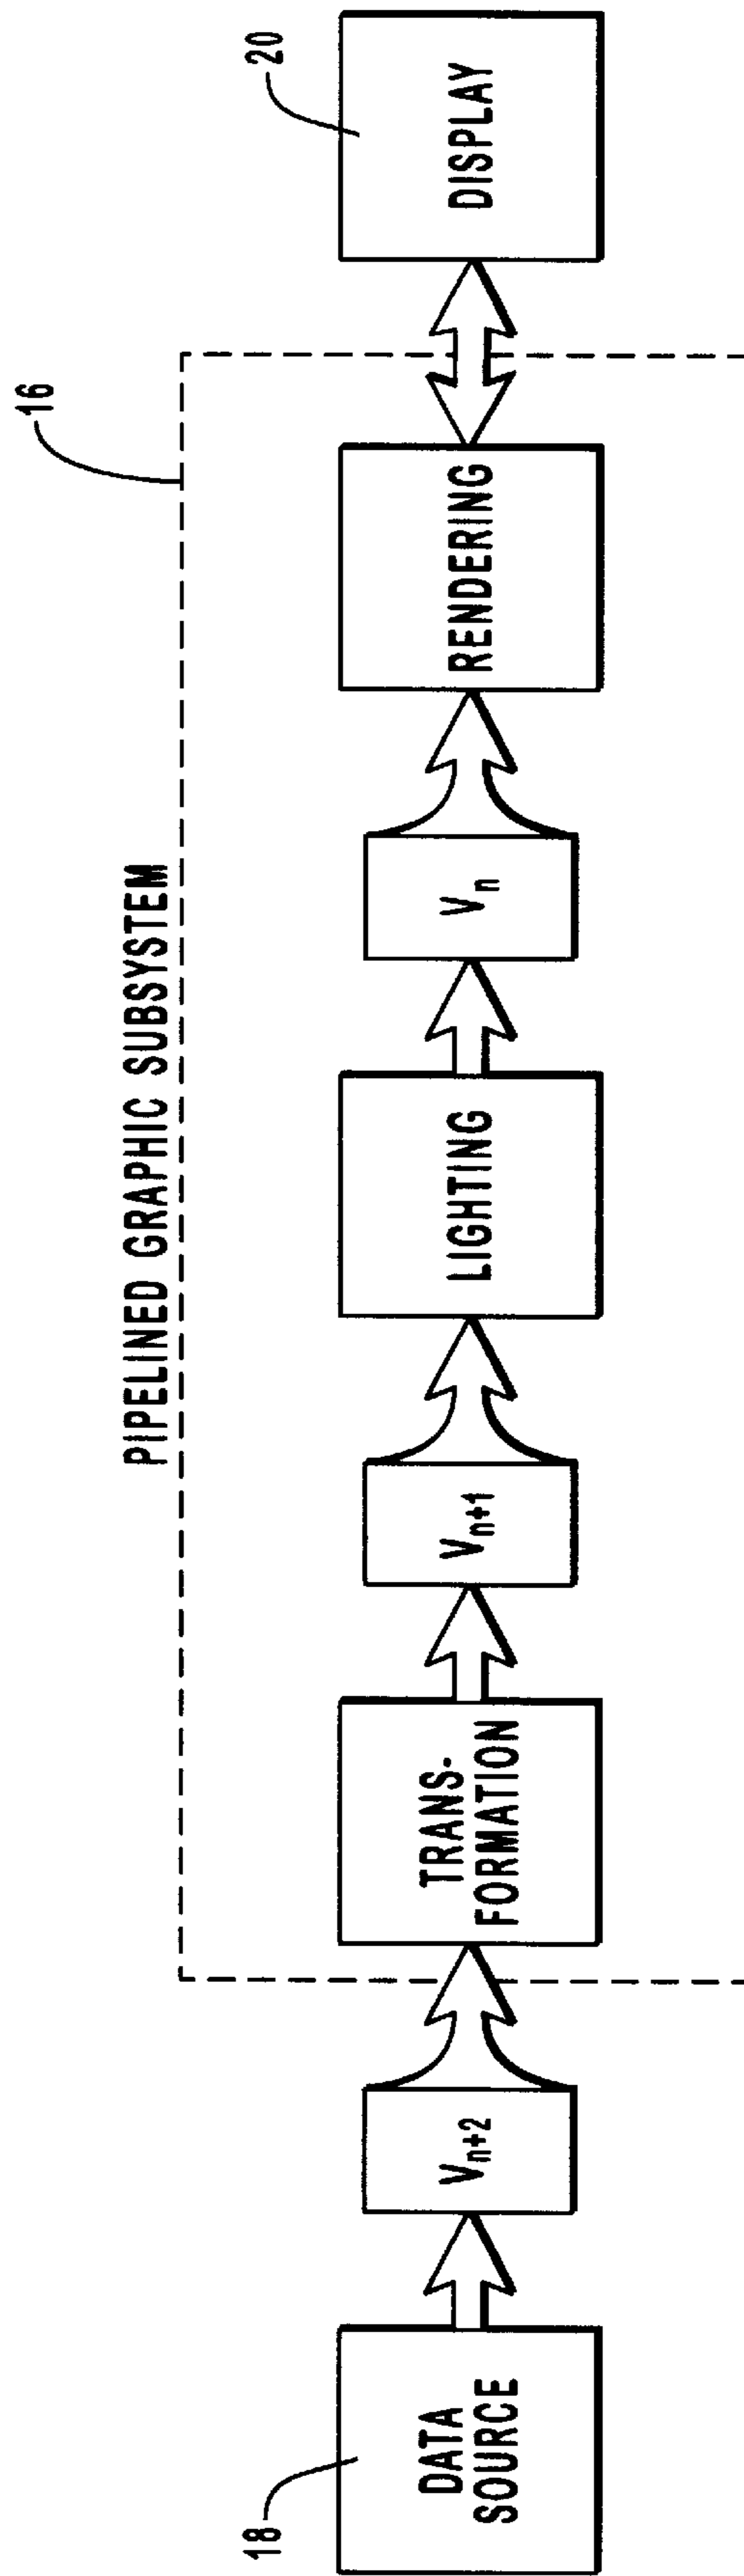 PIPELINED GRAPHIC SUBSYSTEM
16
18
DATA
SOURCE
Vn+2
TRANS-
FORMATION
Vn+1
LIGHTING
Vn
RENDERING
DISPLAY
20